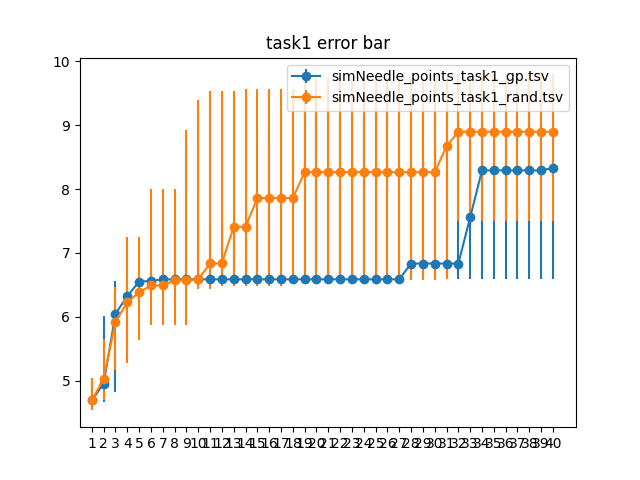 task1 error bar
simNeedle_points_task1_gp.tsv
simNeedle_points_task1_rand.tsv
10
9
8
7
6
5
1 2 3 4 5 6 7 8 9 10 11 12 13 14 15 16 17 18 19 20 21 22 23 24 25 26 27 28 29 30 31 32 33 34 35 36 37 38 39 40